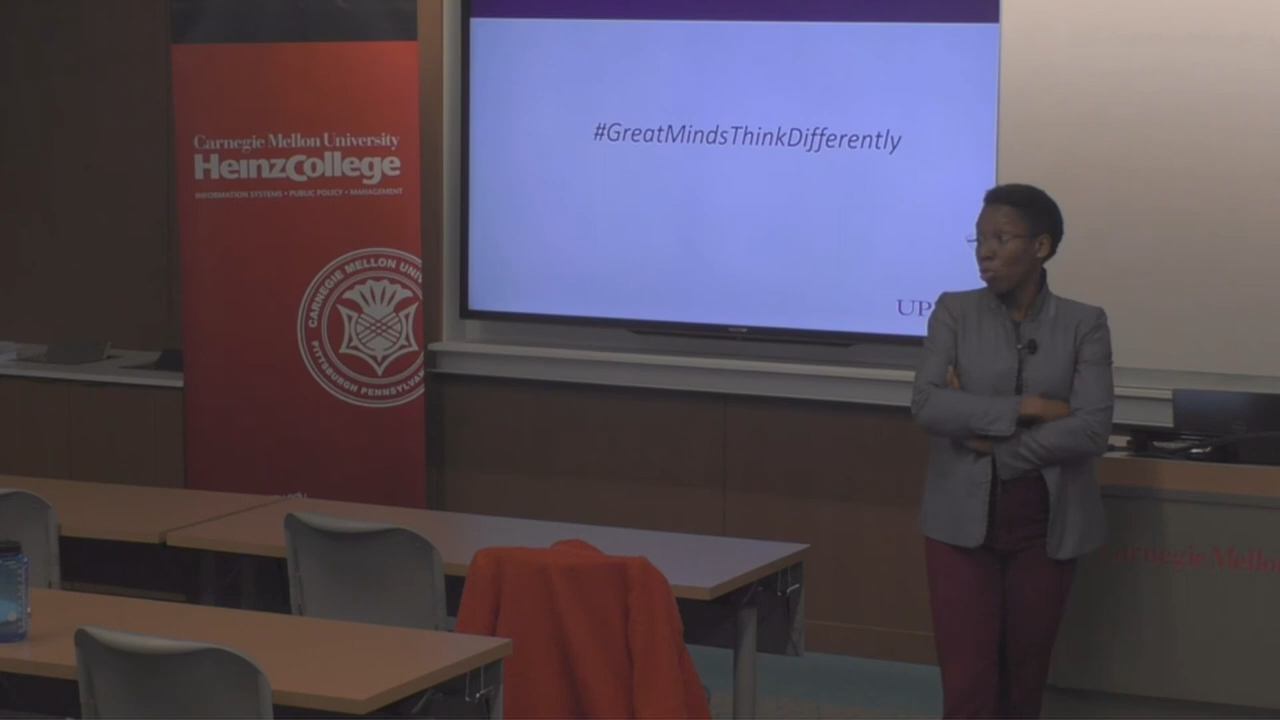 Carnegie Mellon University
HeinzCollege
INFORMATION SYSTEMS • PUBLIC POLICY • MANAGEMENT
CARNEGIE MELLON UNI
PITTSBURGH PENNSYLVA
#GreatMindsThinkDifferently
UP
Carnegie Mello